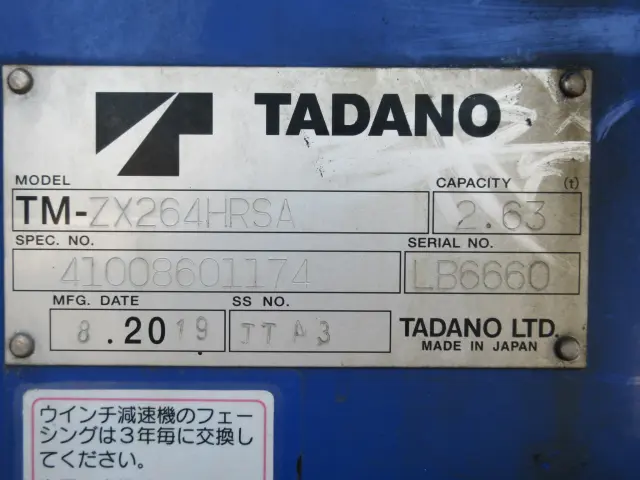 TADANO
MODEL
TM-ZX264HRSA
CAPACITY (t)
2.63
SPEC. NO.
41008601174
SERIAL NO.
LB6660
MFG. DATE
8.2019
SS NO.
JTA3
TADANO LTD.
MADE IN JAPAN
ウインチ減速機のフェー
シングは3年毎に交換し
てください。